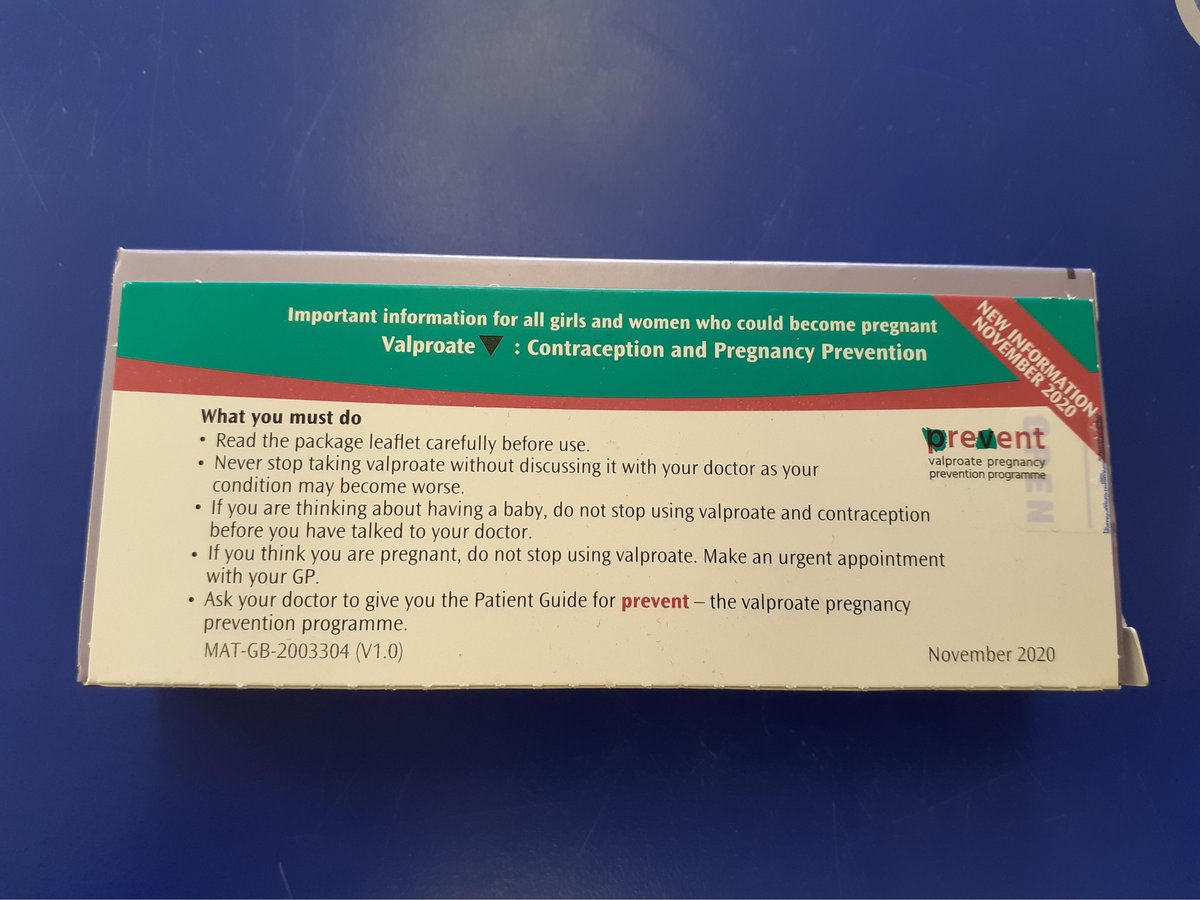 Important information for all girls and women who could become pregnant
Valproate▼ : Contraception and Pregnancy Prevention
NEW INFORMATION
NOVEMBER 2020
What you must do
• Read the package leaflet carefully before use.
• Never stop taking valproate without discussing it with your doctor as your
condition may become worse.
• If you are thinking about having a baby, do not stop using valproate and contraception
before you have talked to your doctor.
• If you think you are pregnant, do not stop using valproate. Make an urgent appointment
with your GP.
• Ask your doctor to give you the Patient Guide for prevent – the valproate pregnancy
prevention programme.
MAT-GB-2003304 (V1.0)
prevent
valproate pregnancy
prevention programme
OPEN
November 2020